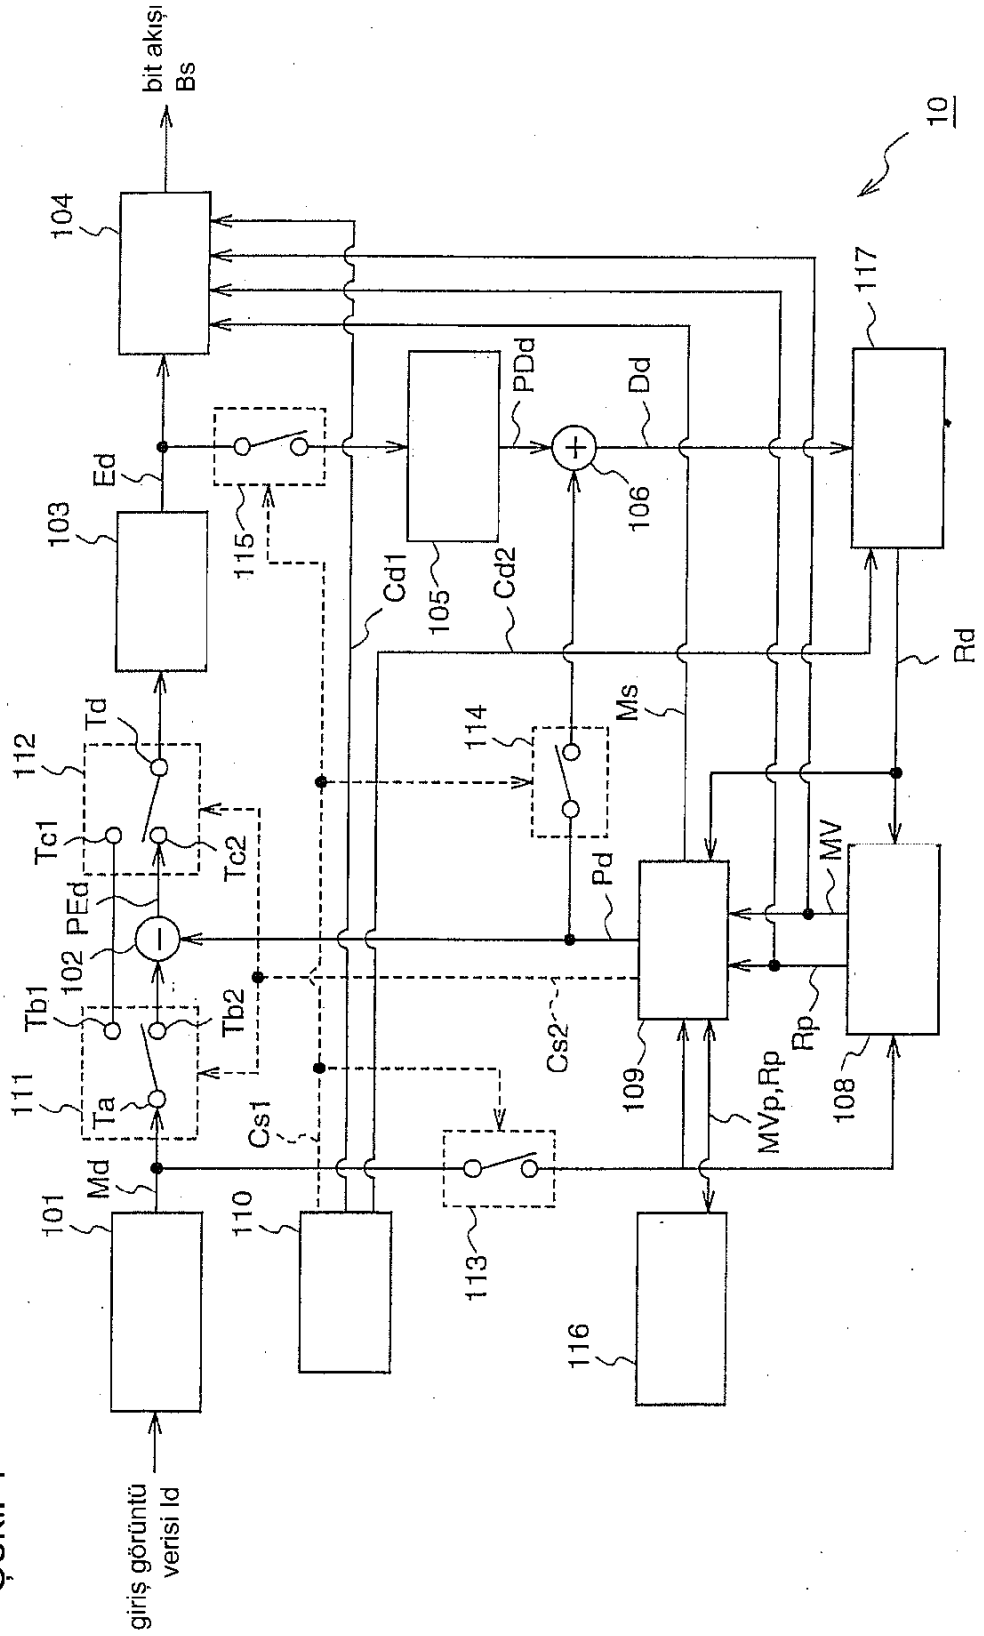 bit akışı
Bs
104
Ed
103
115
Td
112
Tc1
Tc2
PEd
102
Tb1
Tb2
111
Ta
Md
101
giriş görüntü
verisi Id
110
Cs1
Cd1
105
Cd2
PDd
106
Dd
117
10
114
Ms
Pd
Cs2
113
109
MVp,Rp
116
MV
Rp
108
Rd